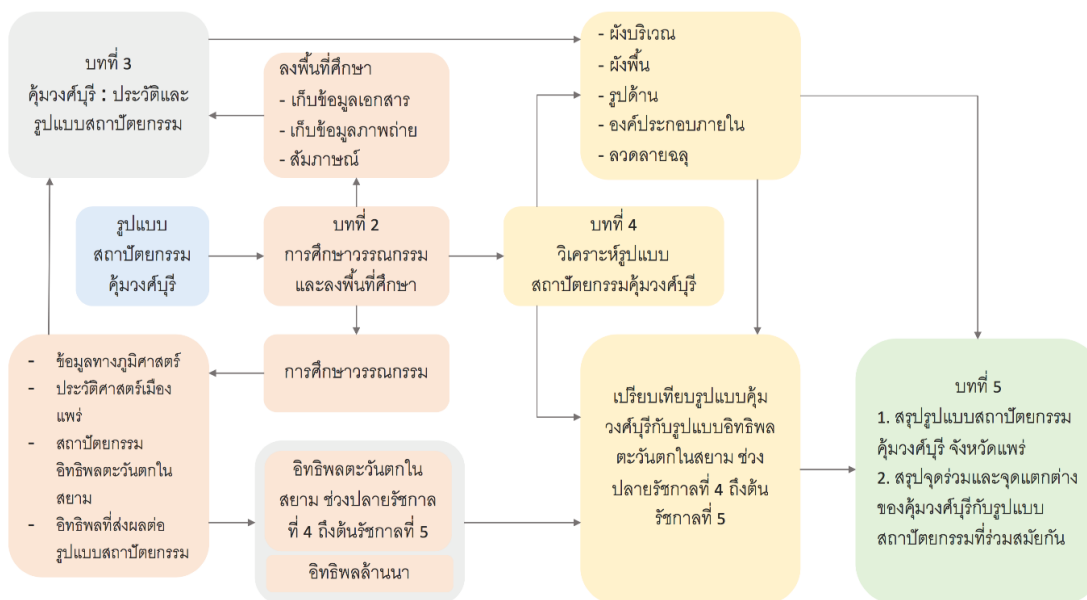 บทที่ 3
คุ้มวงศ์บุรี : ประวัติและ
รูปแบบสถาปัตยกรรม
ลงพื้นที่ศึกษา
- เก็บข้อมูลเอกสาร
- เก็บข้อมูลภาพถ่าย
- สัมภาษณ์
- ผังบริเวณ
- ผังพื้น
- รูปด้าน
- องค์ประกอบภายใน
- ลวดลายฉลุ
รูปแบบ
สถาปัตยกรรม
คุ้มวงศ์บุรี
บทที่ 2
การศึกษาวรรณกรรม
และลงพื้นที่ศึกษา
บทที่ 4
วิเคราะห์รูปแบบ
สถาปัตยกรรมคุ้มวงศ์บุรี
- ข้อมูลทางภูมิศาสตร์
- ประวัติศาสตร์เมือง
แพร่
- สถาปัตยกรรม
อิทธิพลตะวันตกใน
สยาม
- อิทธิพลที่ส่งผลต่อ
รูปแบบสถาปัตยกรรม
การศึกษาวรรณกรรม
อิทธิพลตะวันตกใน
สยาม ช่วงปลายรัชกาล
ที่ 4 ถึงต้นรัชกาลที่ 5
อิทธิพลล้านนา
เปรียบเทียบรูปแบบคุ้ม
วงศ์บุรีกับรูปแบบอิทธิพล
ตะวันตกในสยาม ช่วง
ปลายรัชกาลที่ 4 ถึงต้น
รัชกาลที่ 5
บทที่ 5
1. สรุปรูปแบบสถาปัตยกรรม
คุ้มวงศ์บุรี จังหวัดแพร่
2. สรุปจุดร่วมและจุดแตกต่าง
ของคุ้มวงศ์บุรีกับรูปแบบ
สถาปัตยกรรมที่ร่วมสมัยกัน